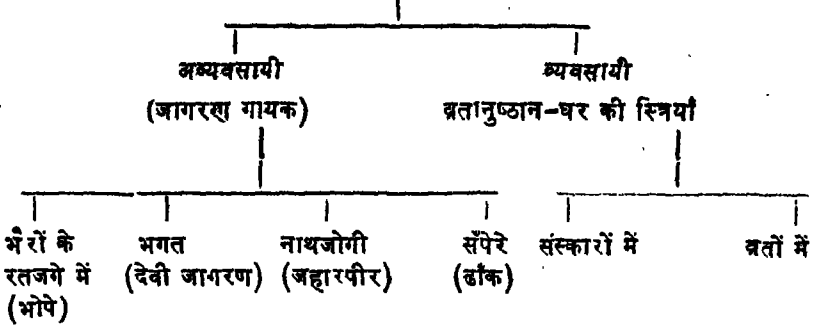 अव्यवसायी व्यवसायी
(जागरण गायक) व्रतानुष्ठान-घर की स्त्रियाँ
भैरों के भगत नाथजोगी सँपेरे संस्कारों में व्रतों में
रतजगे में (देवी जागरण) (जहारपीर) (ढाँक)
(भोपे)